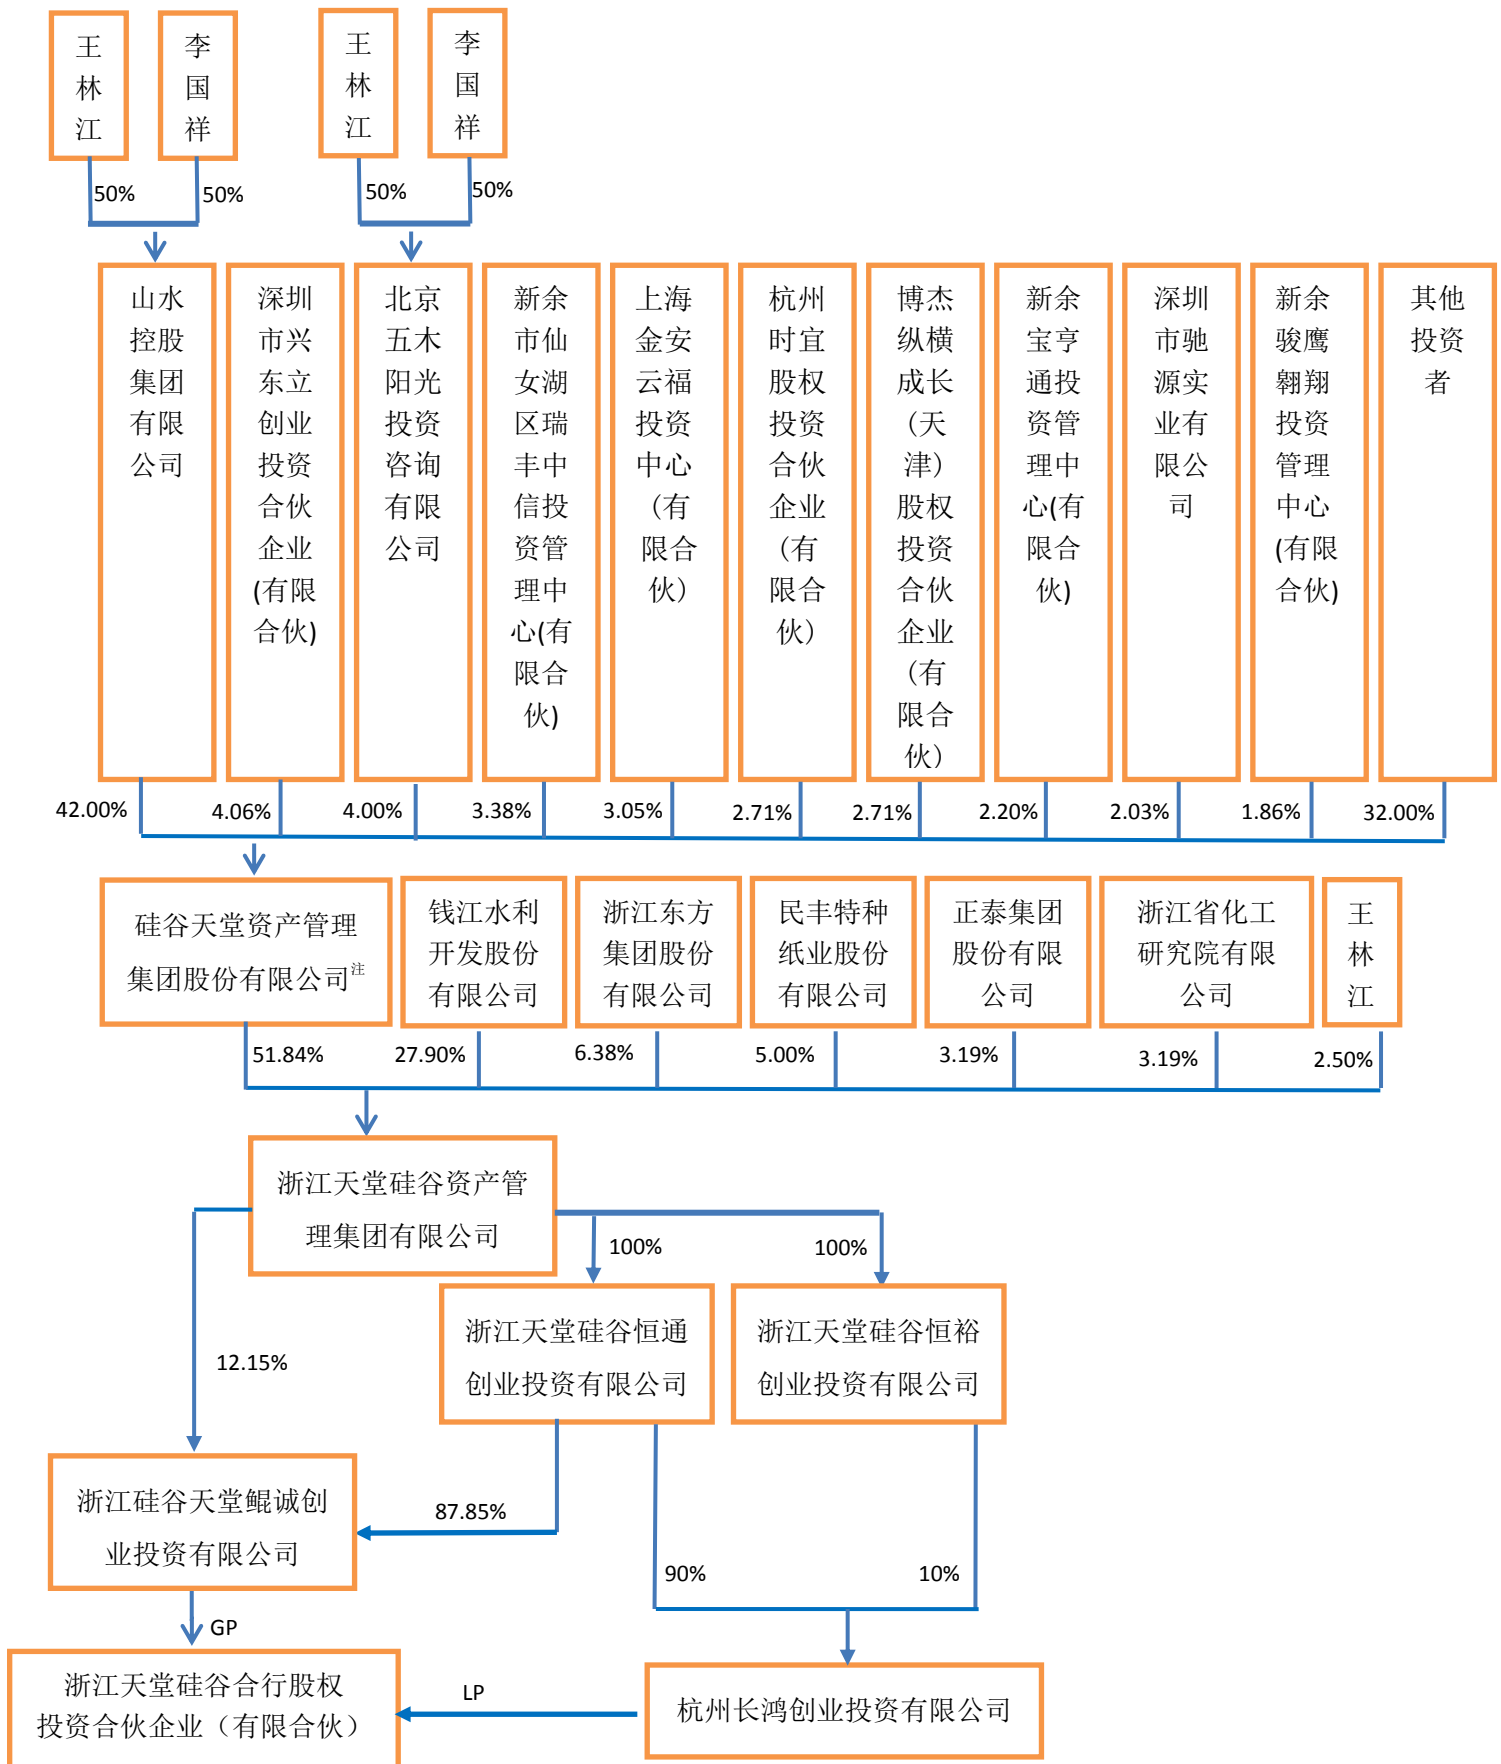 王
林
江
李
国
祥
王
林
江
李
国
祥
50%
50%
50%
50%
山水
控股
集团
有限
公司
深圳
市兴
东立
创业
投资
合伙
企业
(有限
合伙)
北京
五木
阳光
投资
咨询
有限
公司
新余
市仙
女湖
区瑞
丰中
信投
资管
理中
心(有
限合
伙)
上海
金安
云福
投资
中心
（有
限合
伙）
杭州
时宜
股权
投资
合伙
企业
（有
限合
伙）
博杰
纵横
成长
（天
津）
股权
投资
合伙
企业
（有
限合
伙）
新余
宝亨
通投
资管
理中
心(有
限合
伙)
深圳
市驰
源实
业有
限公
司
新余
骏鹰
翱翔
投资
管理
中心
(有限
合伙)
其他
投资
者
42.00%
4.06%
4.00%
3.38%
3.05%
2.71%
2.71%
2.20%
2.03%
1.86%
32.00%
硅谷天堂资产管理
集团股份有限公司注
钱江水利
开发股份
有限公司
浙江东方
集团股份
有限公司
民丰特种
纸业股份
有限公司
正泰集团
股份有限
公司
浙江省化工
研究院有限
公司
王
林
江
51.84%
27.90%
6.38%
5.00%
3.19%
3.19%
2.50%
浙江天堂硅谷资产管
理集团有限公司
100%
100%
12.15%
浙江天堂硅谷恒通
创业投资有限公司
浙江天堂硅谷恒裕
创业投资有限公司
浙江硅谷天堂鲲诚创
业投资有限公司
87.85%
90%
10%
GP
浙江天堂硅谷合行股权
投资合伙企业（有限合伙）
LP
杭州长鸿创业投资有限公司